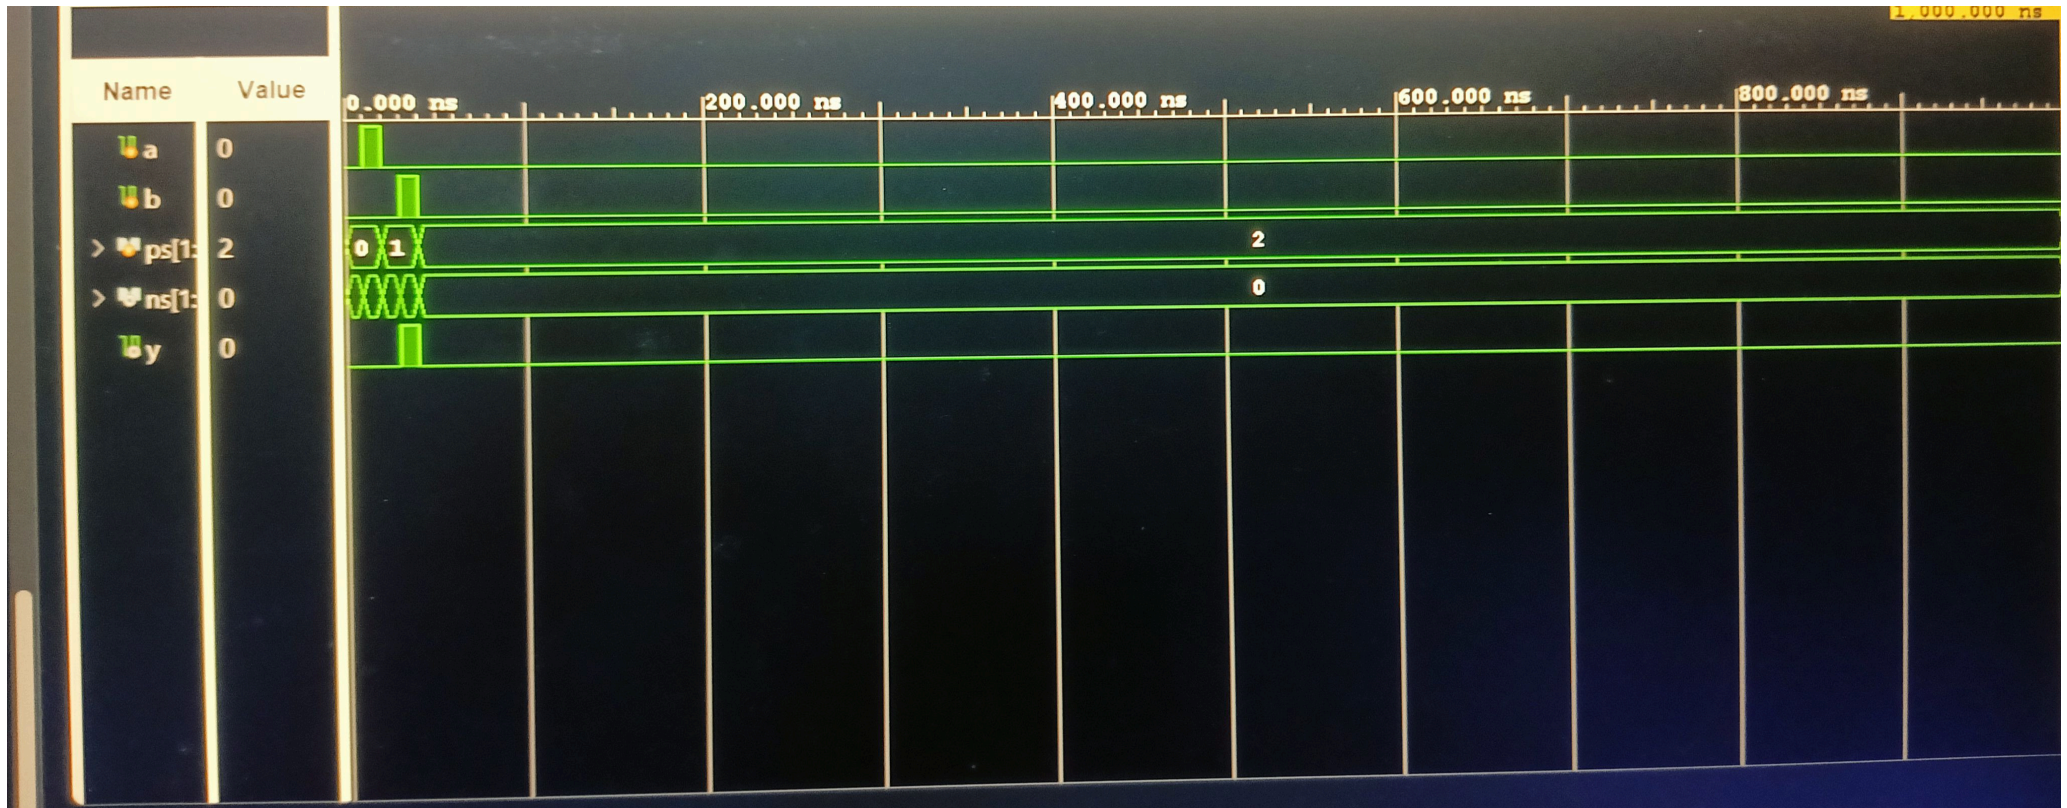 1,000.000 ns
Name Value
0.000 ns 200.000 ns 400.000 ns 600.000 ns 800.000 ns
a 0
b 0
ps[1: 2 0 1 2
ns[1: 0 0
y 0